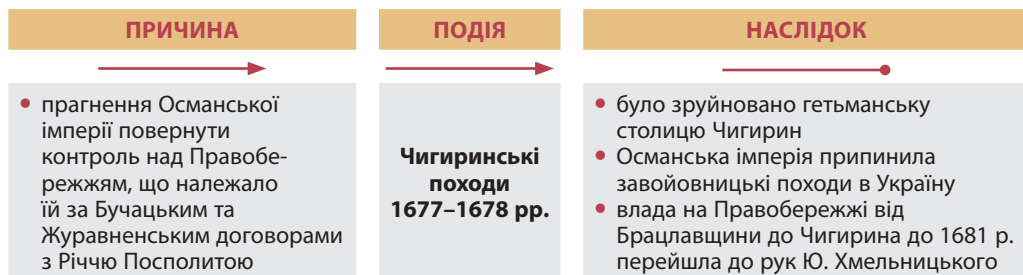 ПРИЧИНА
ПОДІЯ
НАСЛІДОК
• прагнення Османської
імперії повернути
контроль над Правобе-
режжям, що належало
їй за Бучацьким та
Журавненським договорами
з Річчю Посполитою
Чигиринські
походи
1677–1678 рр.
• було зруйновано гетьманську
столицю Чигирин
• Османська імперія припинила
завойовницькі походи в Україну
• влада на Правобережжі від
Брацлавщини до Чигирина до 1681 р.
перейшла до рук Ю. Хмельницького